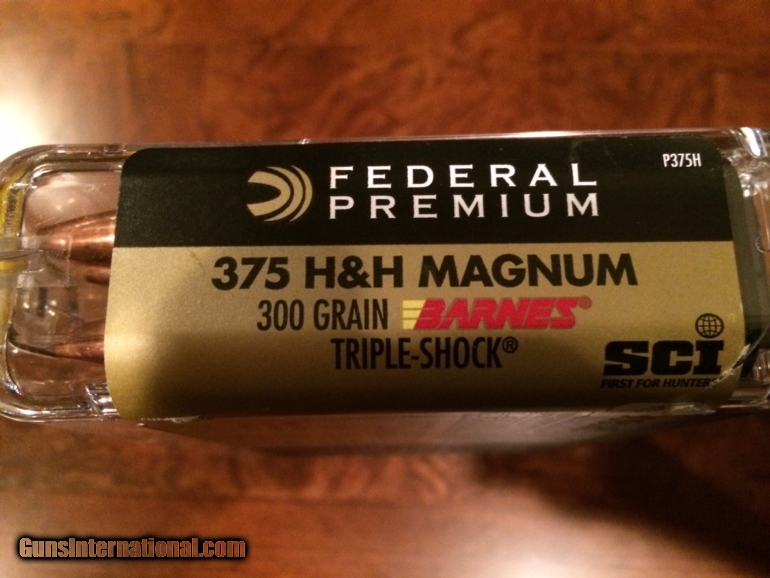 P375H
FEDERAL
PREMIUM
375 H&H MAGNUM
300 GRAIN BARNES®
TRIPLE-SHOCK®
SCI
FIRST FOR HUNTERS
GunsInternational.com